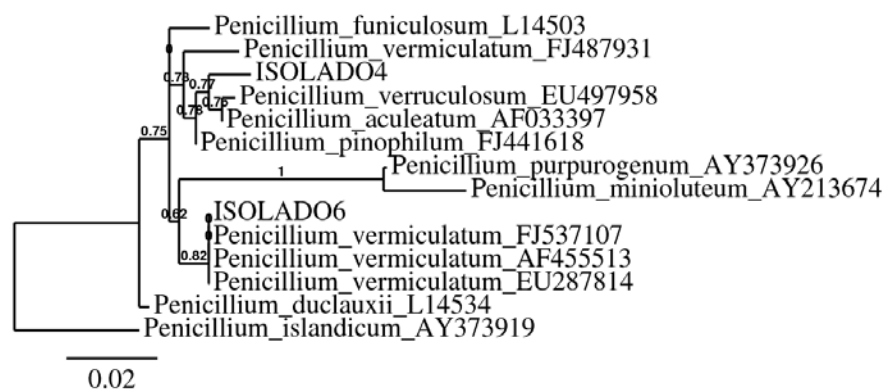 Penicillium_funiculosum_L14503
Penicillium_vermiculatum_FJ487931
0.73
0.77
ISOLADO4
0.76
Penicillium_verruculosum_EU497958
0.78
Penicillium_aculeatum_AF033397
0.75
Penicillium_pinophilum_FJ441618
Penicillium_purpurogenum_AY373926
1
Penicillium_minioluteum_AY213674
0.62
ISOLADO6
Penicillium_vermiculatum_FJ537107
0.82
Penicillium_vermiculatum_AF455513
Penicillium_vermiculatum_EU287814
Penicillium_duclauxii_L14534
Penicillium_islandicum_AY373919
0.02